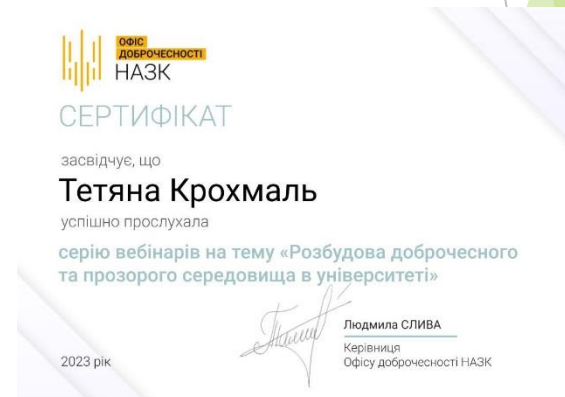 ОФІС
ДОБРОЧЕСНОСТІ
НАЗК
СЕРТИФІКАТ
засвідчує, що
Тетяна Крохмаль
успішно прослухала
серію вебінарів на тему «Розбудова доброчесного
та прозорого середовища в університеті»
Людмила СЛИВА
Керівниця
Офісу доброчесності НАЗК
2023 рік